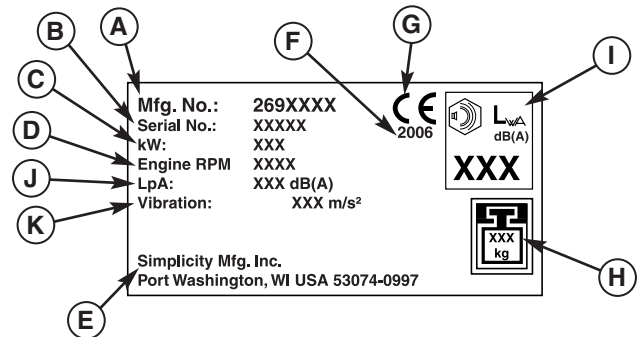 A
B
C
D
J
K
E
F
G
I
H
Mfg. No.: 269XXXX
Serial No.: XXXXX
kW: XXX
Engine RPM XXXX
LpA: XXX dB(A)
Vibration: XXX m/s²
Simplicity Mfg. Inc.
Port Washington, WI USA 53074-0997
CE
2006
LWA
dB(A)
XXX
XXX
kg